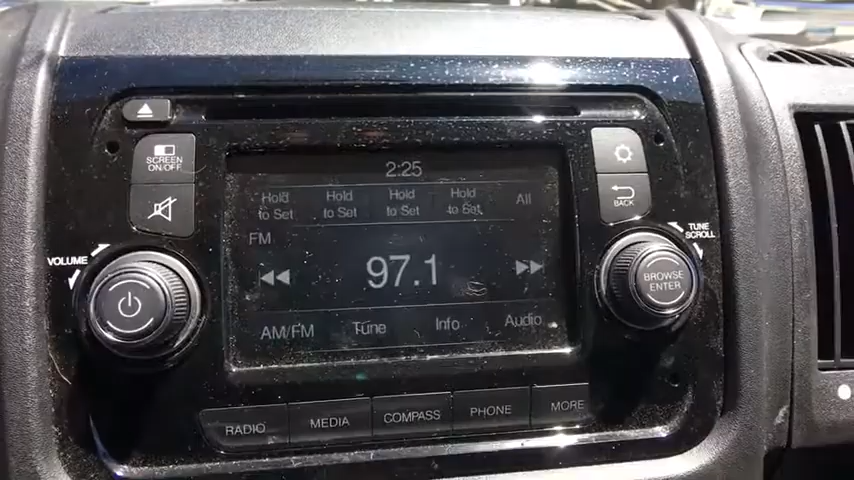 2:25
SCREEN
ON/OFF
Hold
to Set
Hold
to Set
Hold
to Set
Hold
to Set
All
BACK
FM
VOLUME
TUNE
SCROLL
97.1
BROWSE
ENTER
AM/FM
Tune
Info
Audio
RADIO
MEDIA
COMPASS
PHONE
MORE